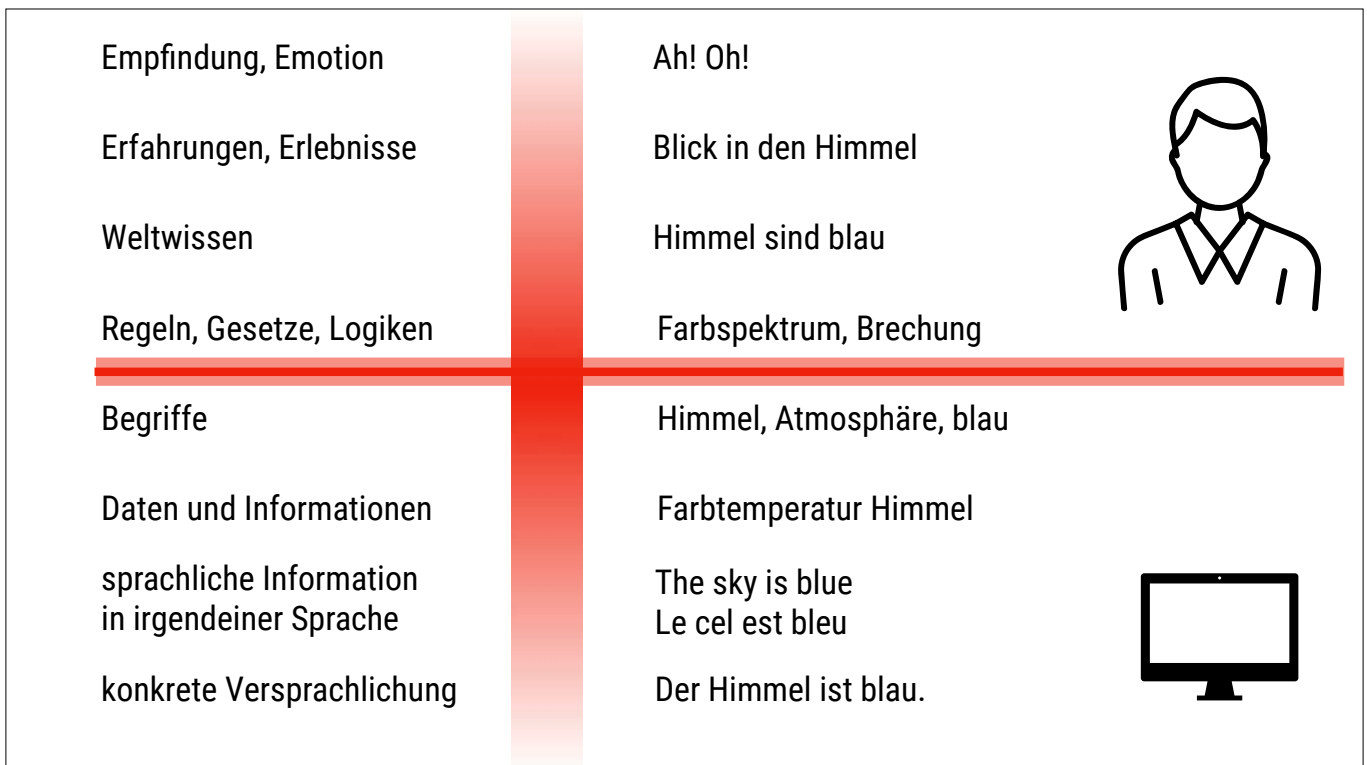 Empfindung, Emotion
Ah! Oh!
Erfahrungen, Erlebnisse
Blick in den Himmel
Weltwissen
Himmel sind blau
Regeln, Gesetze, Logiken
Farbspektrum, Brechung
Begriffe
Himmel, Atmosphäre, blau
Daten und Informationen
Farbtemperatur Himmel
sprachliche Information
in irgendeiner Sprache
The sky is blue
Le cel est bleu
konkrete Versprachlichung
Der Himmel ist blau.